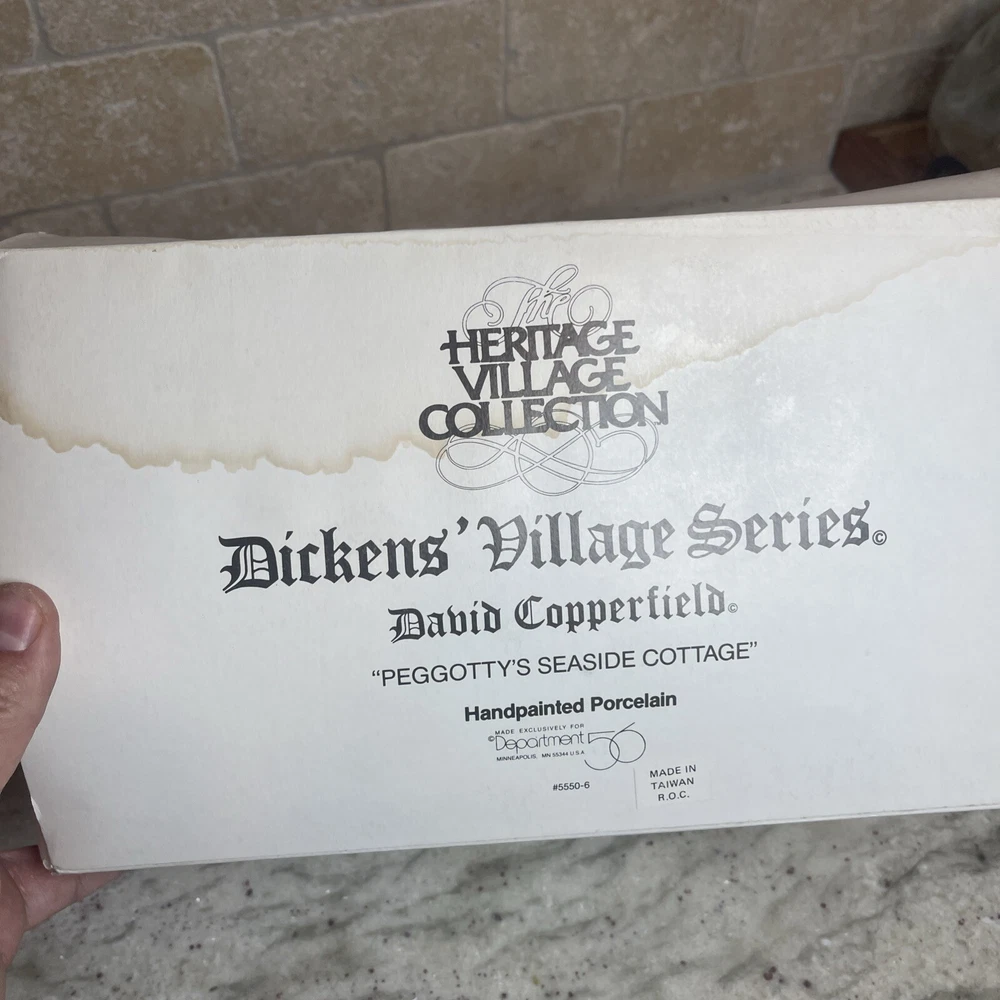 The
HERITAGE
VILLAGE
COLLECTION
Dickens' Village Series©
David Copperfield©
“PEGGOTTY'S SEASIDE COTTAGE”
Handpainted Porcelain
MADE EXCLUSIVELY FOR
©Department 56
MINNEAPOLIS, MN 55344 U.S.A.
#5550-6
MADE IN
TAIWAN
R.O.C.